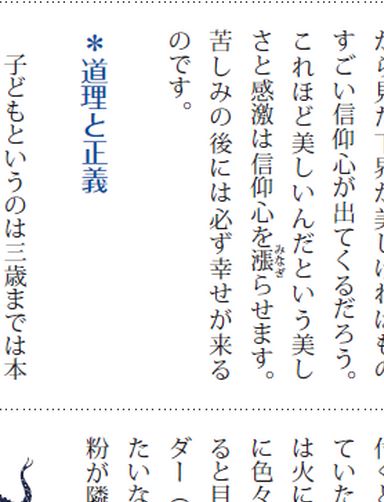 すごい信仰心が出てくるだろう。
これほど美しいんだという美し
さと感激は信仰心を漲らせます。
みなぎ
苦しみの後には必ず幸せが来る
のです。
＊道理と正義
子どもというのは三歳までは本
ていた
は火に
に色々
ると目
ダー（
たいな
粉が隣